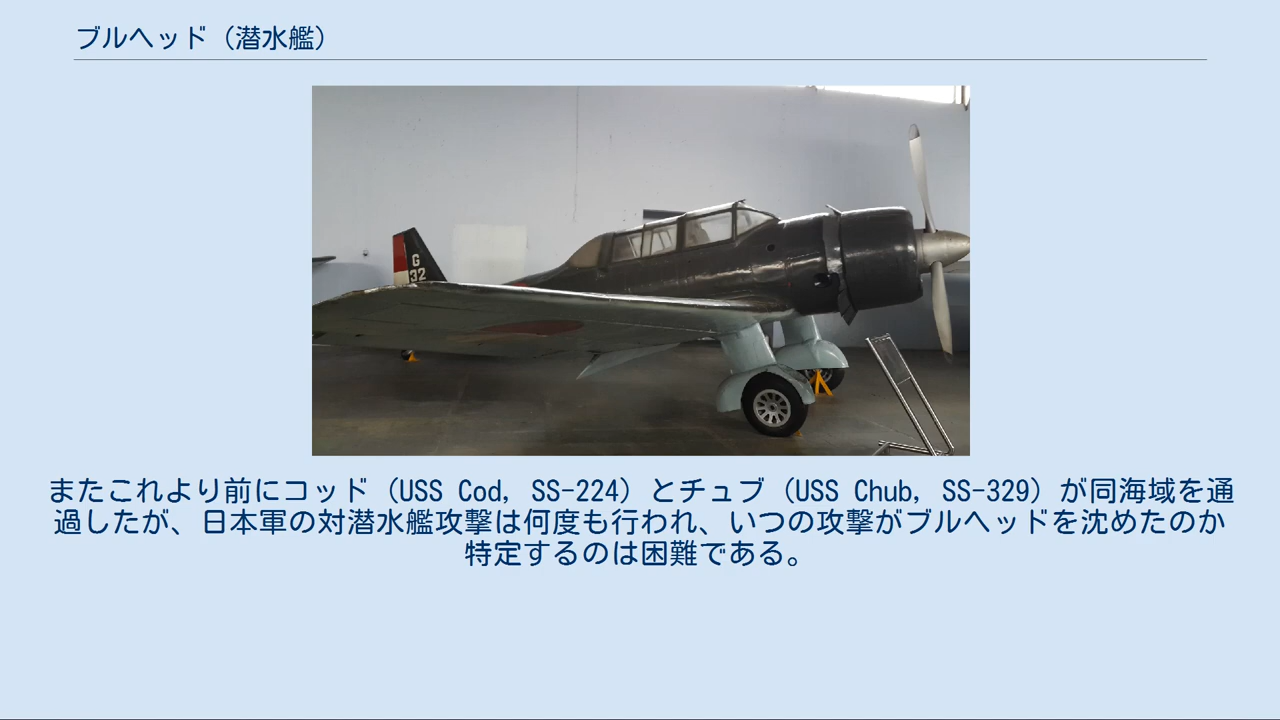 ブルヘッド（潜水艦）
G
32
またこれより前にコッド（USS Cod, SS-224）とチュブ（USS Chub, SS-329）が同海域を通
過したが、日本軍の対潜水艦攻撃は何度も行われ、いつの攻撃がブルヘッドを沈めたのか
特定するのは困難である。